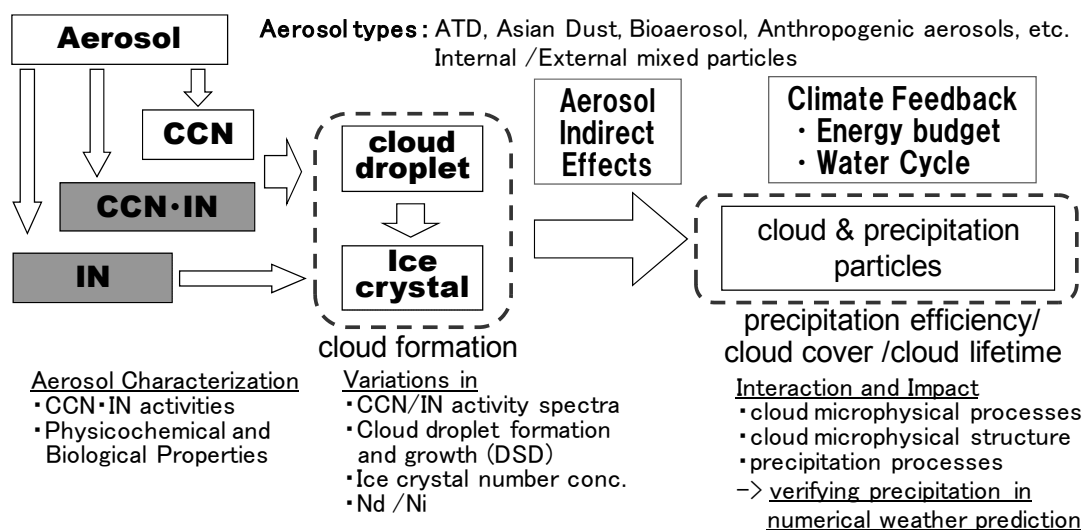 Aerosol
Aerosol types: ATD, Asian Dust, Bioaerosol, Anthropogenic aerosols, etc.
Internal /External mixed particles
CCN
CCN・IN
IN
cloud
droplet
Ice
crystal
cloud formation
Aerosol
Indirect
Effects
Climate Feedback
・Energy budget
・Water Cycle
cloud & precipitation
particles
precipitation efficiency/
cloud cover /cloud lifetime
Aerosol Characterization
・CCN・IN activities
・Physicochemical and
Biological Properties
Variations in
・CCN/IN activity spectra
・Cloud droplet formation
and growth (DSD)
・Ice crystal number conc.
・Nd /Ni
Interaction and Impact
・cloud microphysical processes
・cloud microphysical structure
・precipitation processes
-> verifying precipitation in
numerical weather prediction